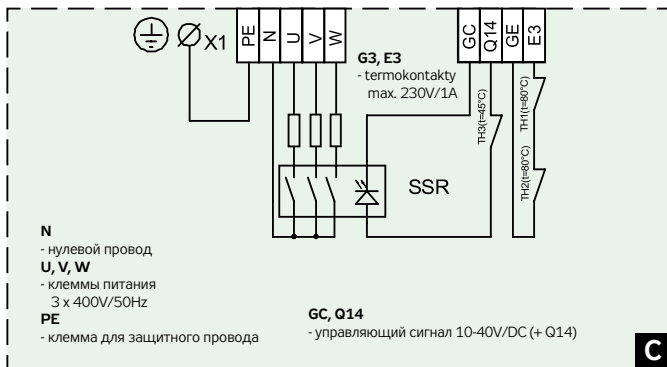 X1
PE
N
U
V
W
GC
Q14
GE
E3
G3, E3
- termokontakty
max. 230V/1A
TH3(t=45°C)
TH1(t=80°C)
TH2(t=80°C)
SSR
N
- нулевой провод
U, V, W
- клеммы питания
3 x 400V/50Hz
PE
- клемма для защитного провода
GC, Q14
- управляющий сигнал 10-40V/DC (+ Q14)
C